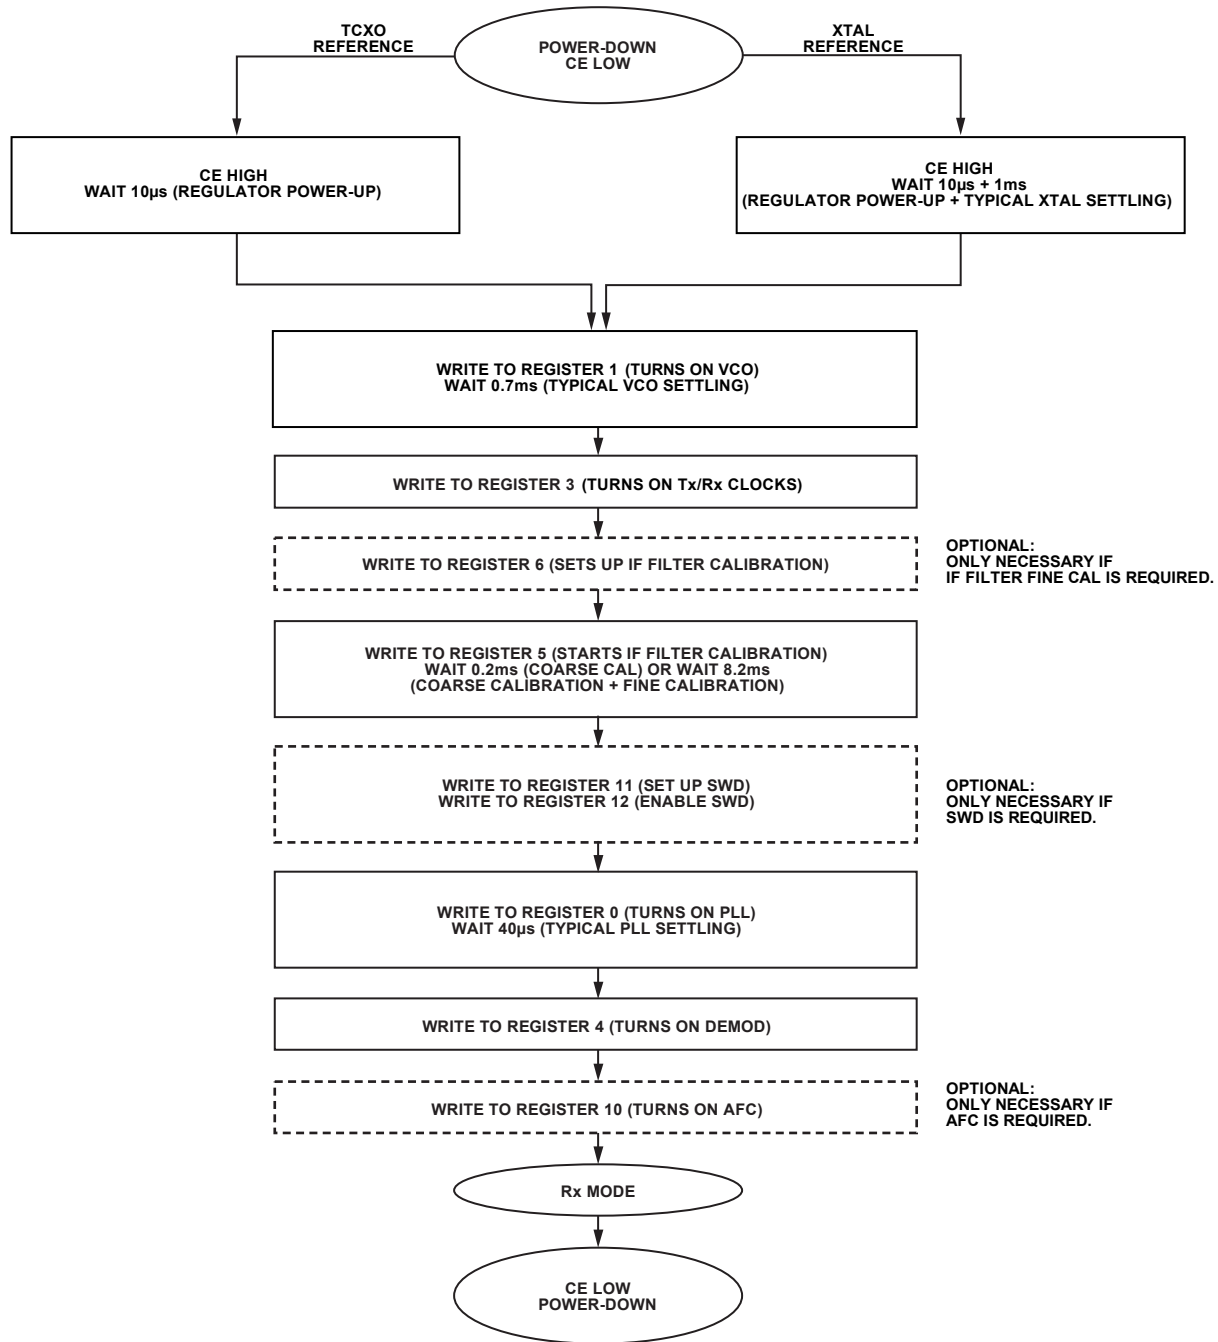 TCXO
REFERENCE
POWER-DOWN
CE LOW
XTAL
REFERENCE
CE HIGH
WAIT 10µs (REGULATOR POWER-UP)
CE HIGH
WAIT 10µs + 1ms
(REGULATOR POWER-UP + TYPICAL XTAL SETTLING)
WRITE TO REGISTER 1 (TURNS ON VCO)
WAIT 0.7ms (TYPICAL VCO SETTLING)
WRITE TO REGISTER 3 (TURNS ON Tx/Rx CLOCKS)
WRITE TO REGISTER 6 (SETS UP IF FILTER CALIBRATION)
OPTIONAL:
ONLY NECESSARY IF
IF FILTER FINE CAL IS REQUIRED.
WRITE TO REGISTER 5 (STARTS IF FILTER CALIBRATION)
WAIT 0.2ms (COARSE CAL) OR WAIT 8.2ms
(COARSE CALIBRATION + FINE CALIBRATION)
WRITE TO REGISTER 11 (SET UP SWD)
WRITE TO REGISTER 12 (ENABLE SWD)
OPTIONAL:
ONLY NECESSARY IF
SWD IS REQUIRED.
WRITE TO REGISTER 0 (TURNS ON PLL)
WAIT 40µs (TYPICAL PLL SETTLING)
WRITE TO REGISTER 4 (TURNS ON DEMOD)
WRITE TO REGISTER 10 (TURNS ON AFC)
OPTIONAL:
ONLY NECESSARY IF
AFC IS REQUIRED.
Rx MODE
CE LOW
POWER-DOWN